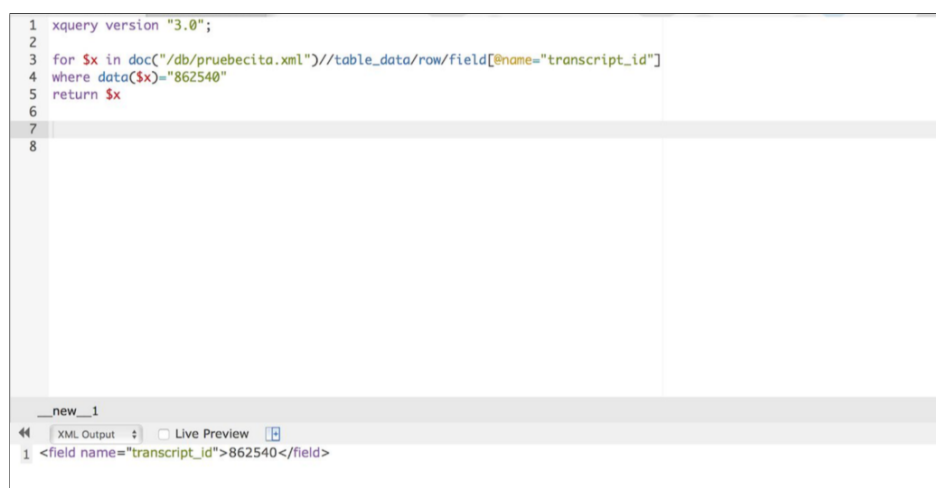 1 xquery version "3.0";
2
3 for $x in doc("/db/pruebecita.xml")//table_data/row/field[@name="transcript_id"]
4 where data($x)="862540"
5 return $x
6
7
8
__new__1
XML Output Live Preview
1 <field name="transcript_id">862540</field>